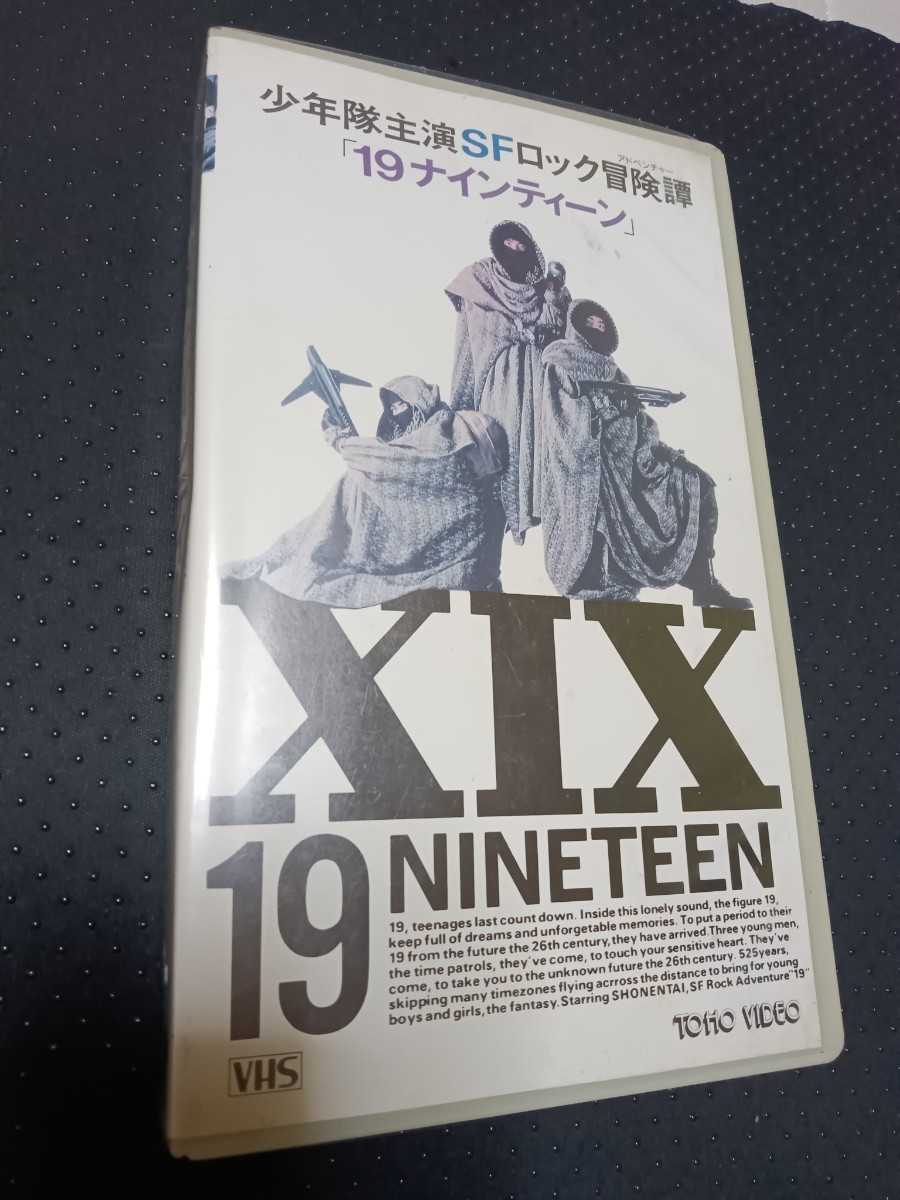 少年隊主演SFロック冒険譚
アドベンチャー
「19ナインティーン」
XIX
19
NINETEEN
19, teenages last count down. Inside this lonely sound, the figure 19,
keep full of dreams and unforgetable memories. To put a period to their
19 from the future the 26th century, they have arrived. Three young men,
the time patrols, they've come, to touch your sensitive heart. They've
come, to take you to the unknown future the 26th century. 525years,
skipping many timezones flying acrross the distance to bring for young
boys and girls, the fantasy. Starring SHONENTAI, SF Rock Adventure "19"
TOHO VIDEO
VHS